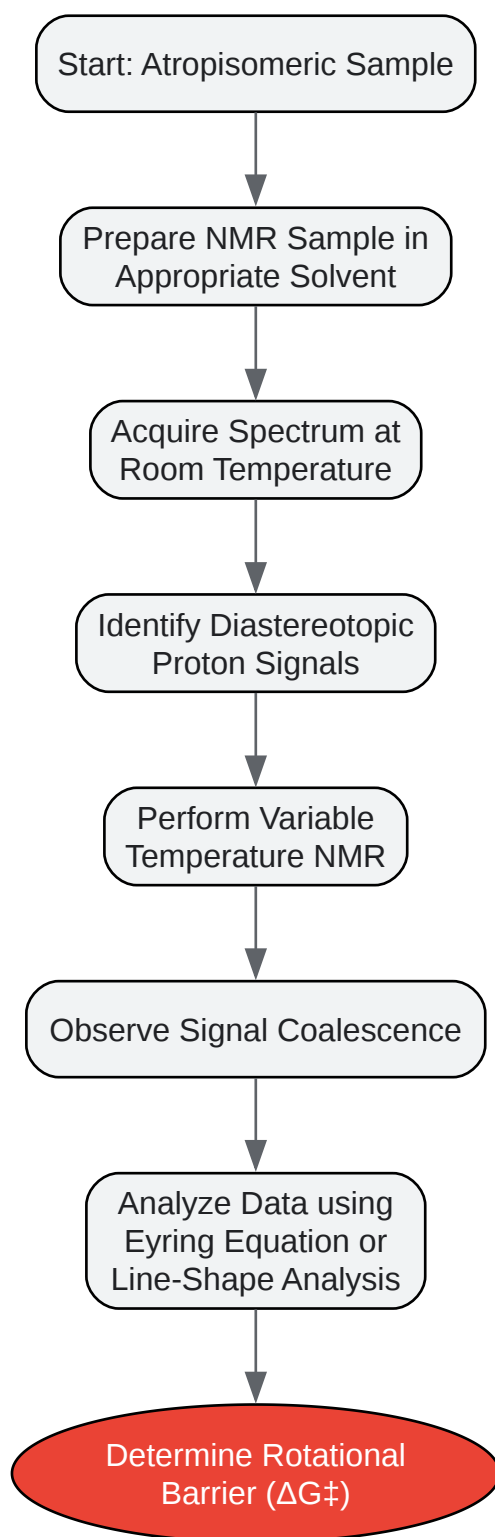 Start: Atropisomeric Sample
Prepare NMR Sample in
Appropriate Solvent
Acquire Spectrum at
Room Temperature
Identify Diastereotopic
Proton Signals
Perform Variable
Temperature NMR
Observe Signal Coalescence
Analyze Data using
Eyring Equation or
Line-Shape Analysis
Determine Rotational
Barrier (ΔG‡)